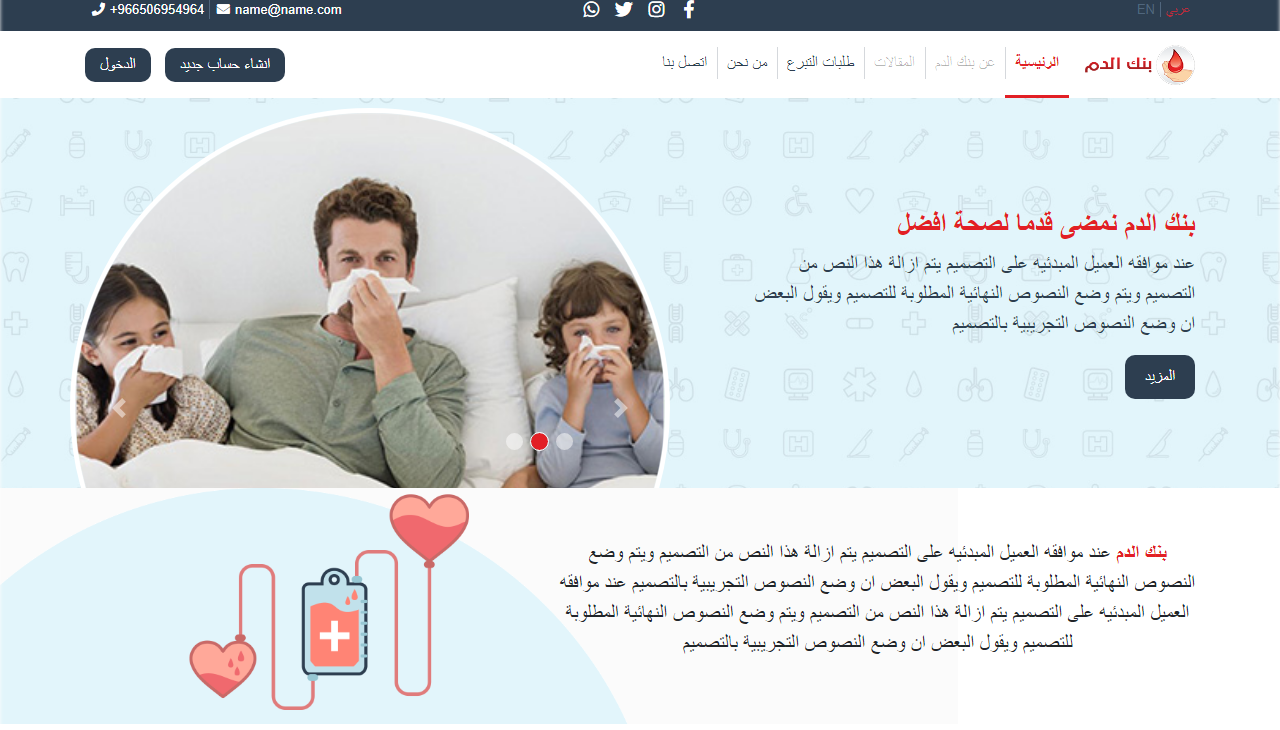 عربي | EN
name@name.com
+966506954964
بنك الدم
الرئيسية
عن بنك الدم
المقالات
طلبات التبرع
من نحن
اتصل بنا
انشاء حساب جديد
الدخول
بنك الدم نمضى قدما لصحة افضل
عند موافقه العميل المبدئيه على التصميم يتم ازالة هذا النص من
التصميم ويتم وضع النصوص النهائية المطلوبة للتصميم ويقول البعض
ان وضع النصوص التجريبية بالتصميم
المزيد
بنك الدم عند موافقه العميل المبدئيه على التصميم يتم ازالة هذا النص من التصميم ويتم وضع
النصوص النهائية المطلوبة للتصميم ويقول البعض ان وضع النصوص التجريبية بالتصميم عند موافقه
العميل المبدئيه على التصميم يتم ازالة هذا النص من التصميم ويتم وضع النصوص النهائية المطلوبة
للتصميم ويقول البعض ان وضع النصوص التجريبية بالتصميم